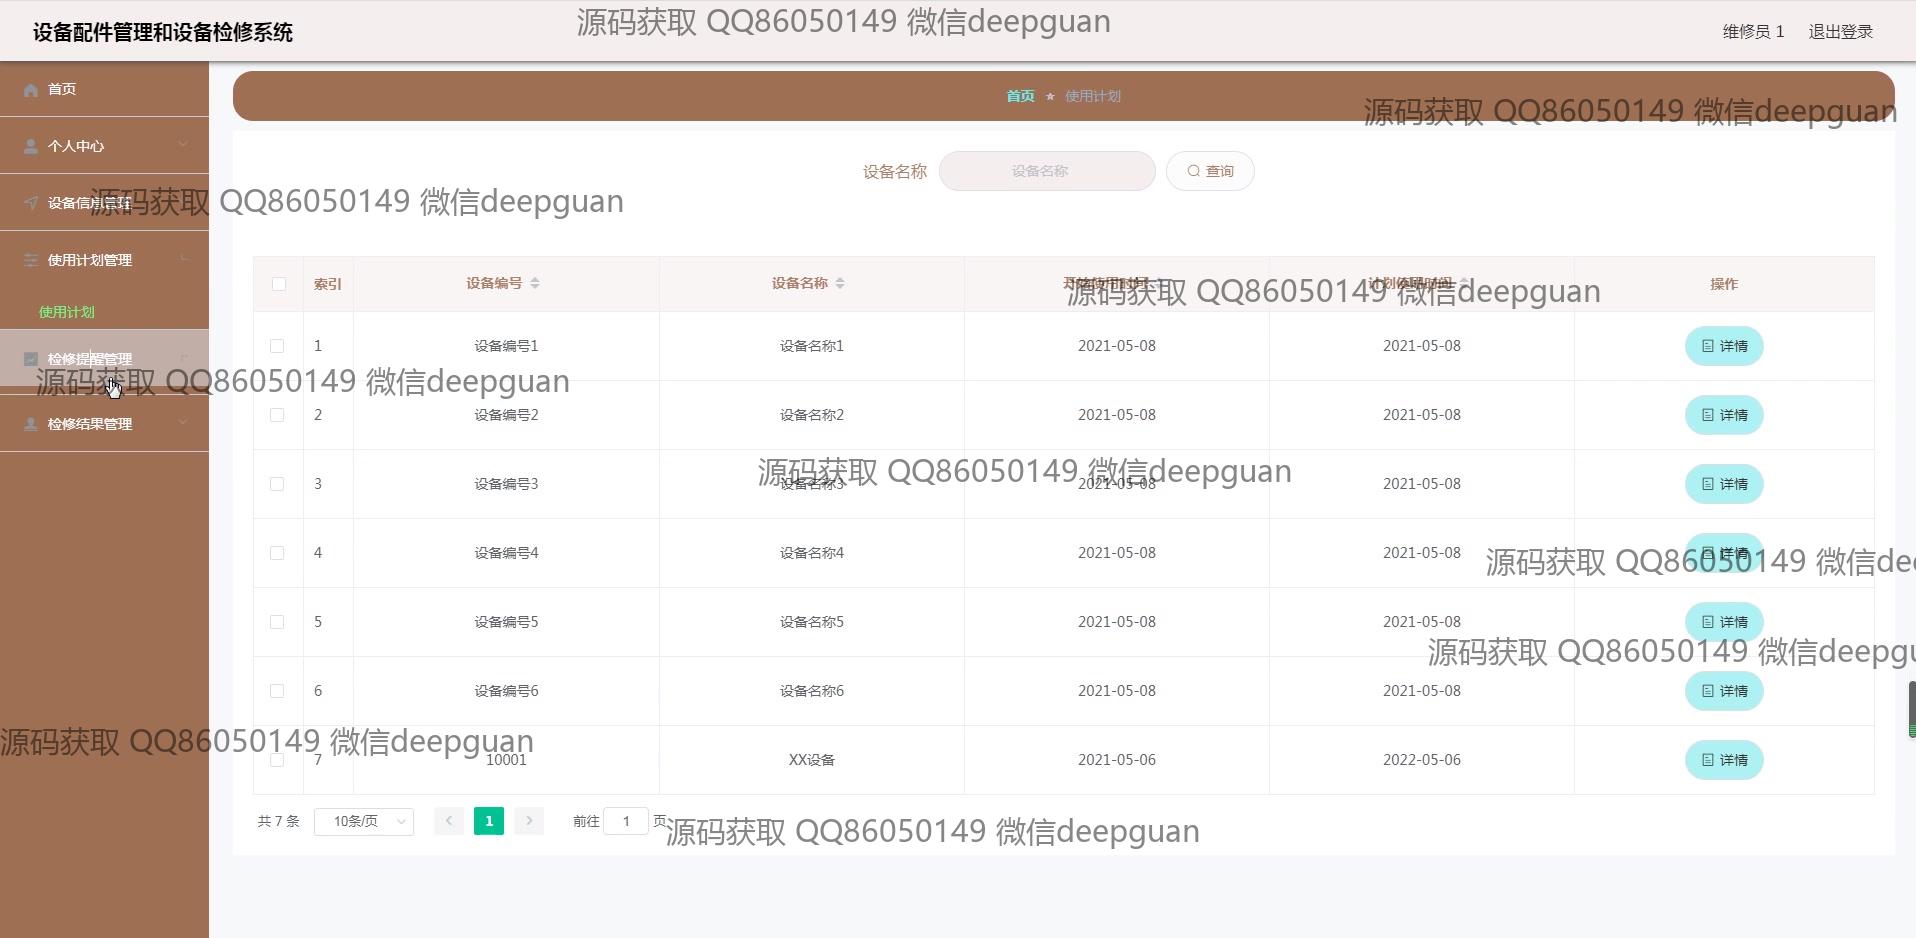 设备配件管理和设备检修系统
源码获取 QQ86050149 微信deepguan
维修员 1 退出登录
首页
首页 使用计划
源码获取 QQ86050149 微信deepguan
个人中心
设备名称 设备名称 查询
设备信息管理
源码获取 QQ86050149 微信deepguan
使用计划管理
索引 设备编号 设备名称 开始使用时间 操作
源码获取 QQ86050149 微信deepguan
使用计划
1 设备编号1 设备名称1 2021-05-08 2021-05-08 详情
检修提醒管理
源码获取 QQ86050149 微信deepguan
2 设备编号2 设备名称2 2021-05-08 2021-05-08 详情
检修结果管理
源码获取 QQ86050149 微信deepguan
3 设备编号3 设备名称3 2021-05-08 2021-05-08 详情
4 设备编号4 设备名称4 2021-05-08 2021-05-08 详情
源码获取 QQ86050149 微信dee
5 设备编号5 设备名称5 2021-05-08 2021-05-08 详情
源码获取 QQ86050149 微信deepgu
6 设备编号6 设备名称6 2021-05-08 2021-05-08 详情
源码获取 QQ86050149 微信deepguan
7 10001 XX设备 2021-05-06 2022-05-06 详情
共 7 条 10条/页 1 前往 1 页
源码获取 QQ86050149 微信deepguan